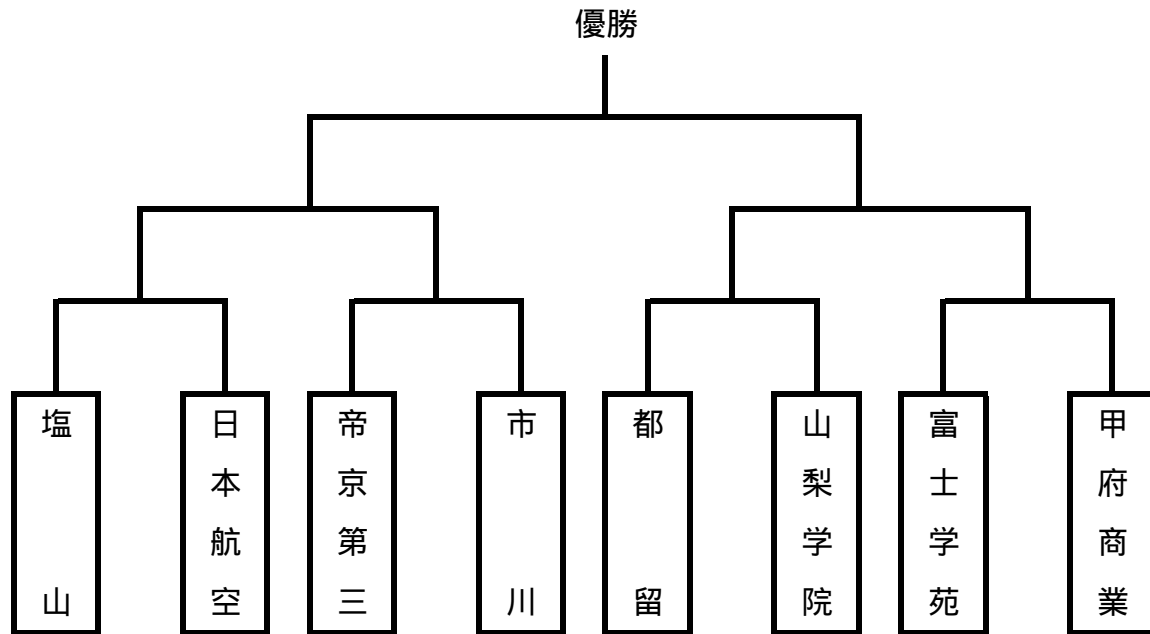 優勝
塩山
日本航空
帝京第三
市川
都留
山梨学院
富士学苑
甲府商業